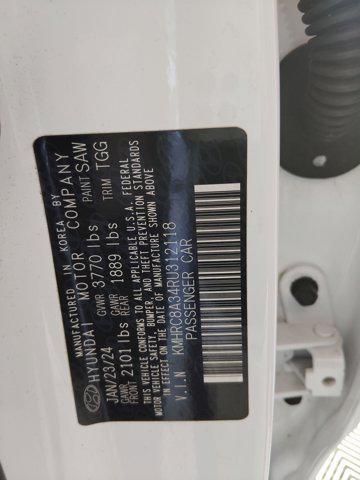 MANUFACTURED IN KOREA BY
HYUNDAI MOTOR COMPANY
JAN/23/24 GVWR 3770 lbs PAINT SAW
GAWR FRONT 2101lbs GAWR REAR 1889 lbs TRIM TGG
THIS VEHICLE CONFORMS TO ALL APPLICABLE U.S.A. FEDERAL
MOTOR VEHICLE SAFETY, BUMPER, AND THEFT PREVENTION STANDARDS
IN EFFECT ON THE DATE OF MANUFACTURE SHOWN ABOVE
V.I.N KMHRC8A34RU312118
PASSENGER CAR